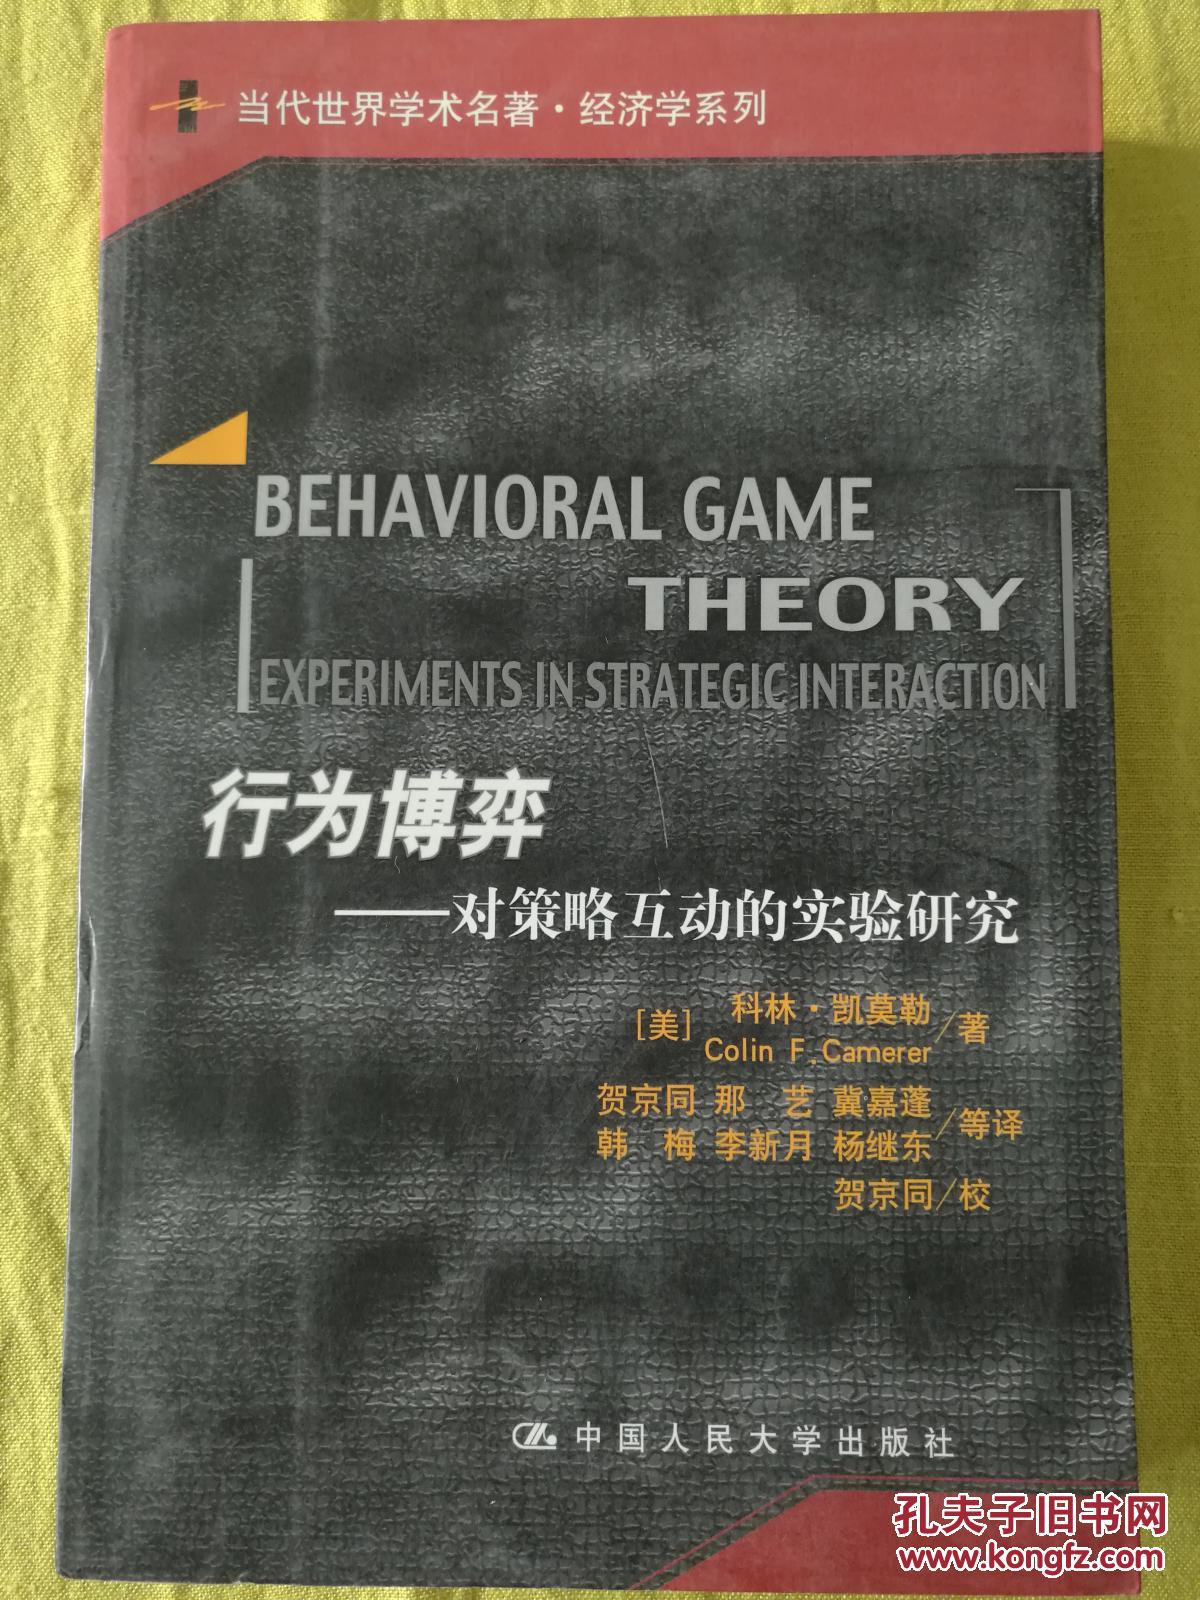 当代世界学术名著·经济学系列
BEHAVIORAL GAME
THEORY
EXPERIMENTS IN STRATEGIC INTERACTION
行为博弈
——对策略互动的实验研究
[美] 科林·凯莫勒
Colin F. Camerer /著
贺京同 那 艺 冀嘉蓬
韩 梅 李新月 杨继东 /等译
贺京同/校
中国人民大学出版社
孔夫子旧书网
www.kongfz.com